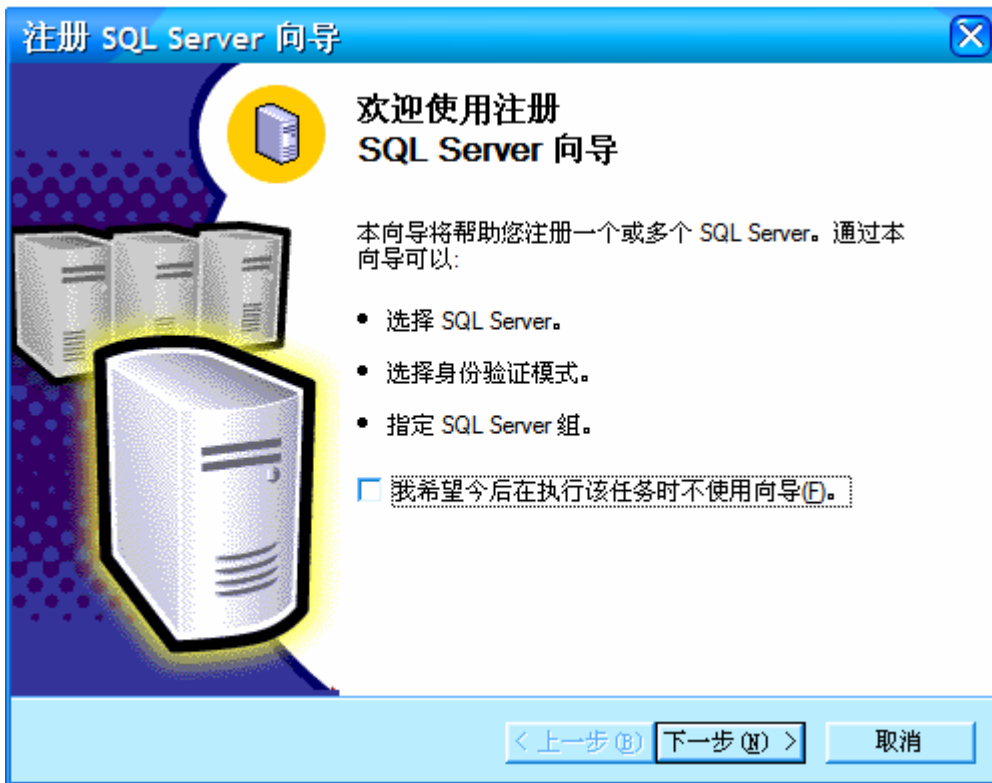 注册 SQL Server 向导
欢迎使用注册
SQL Server 向导
本向导将帮助您注册一个或多个 SQL Server。通过本
向导可以:
• 选择 SQL Server。
• 选择身份验证模式。
• 指定 SQL Server 组。
我希望今后在执行该任务时不使用向导(F)。
< 上一步(B) 下一步(N) > 取消